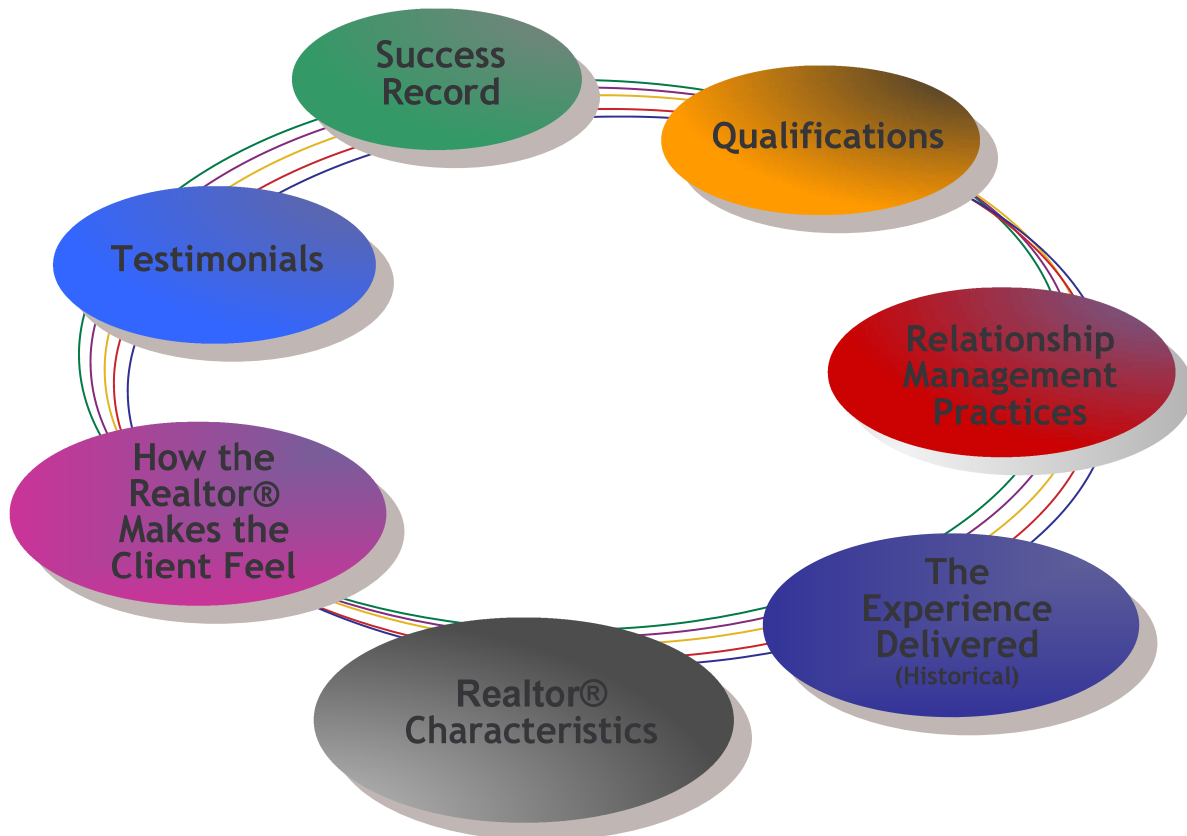 Success
Record
Qualifications
Testimonials
Relationship
Management
Practices
How the
Realtor®
Makes the
Client Feel
The
Experience
Delivered
(Historical)
Realtor®
Characteristics